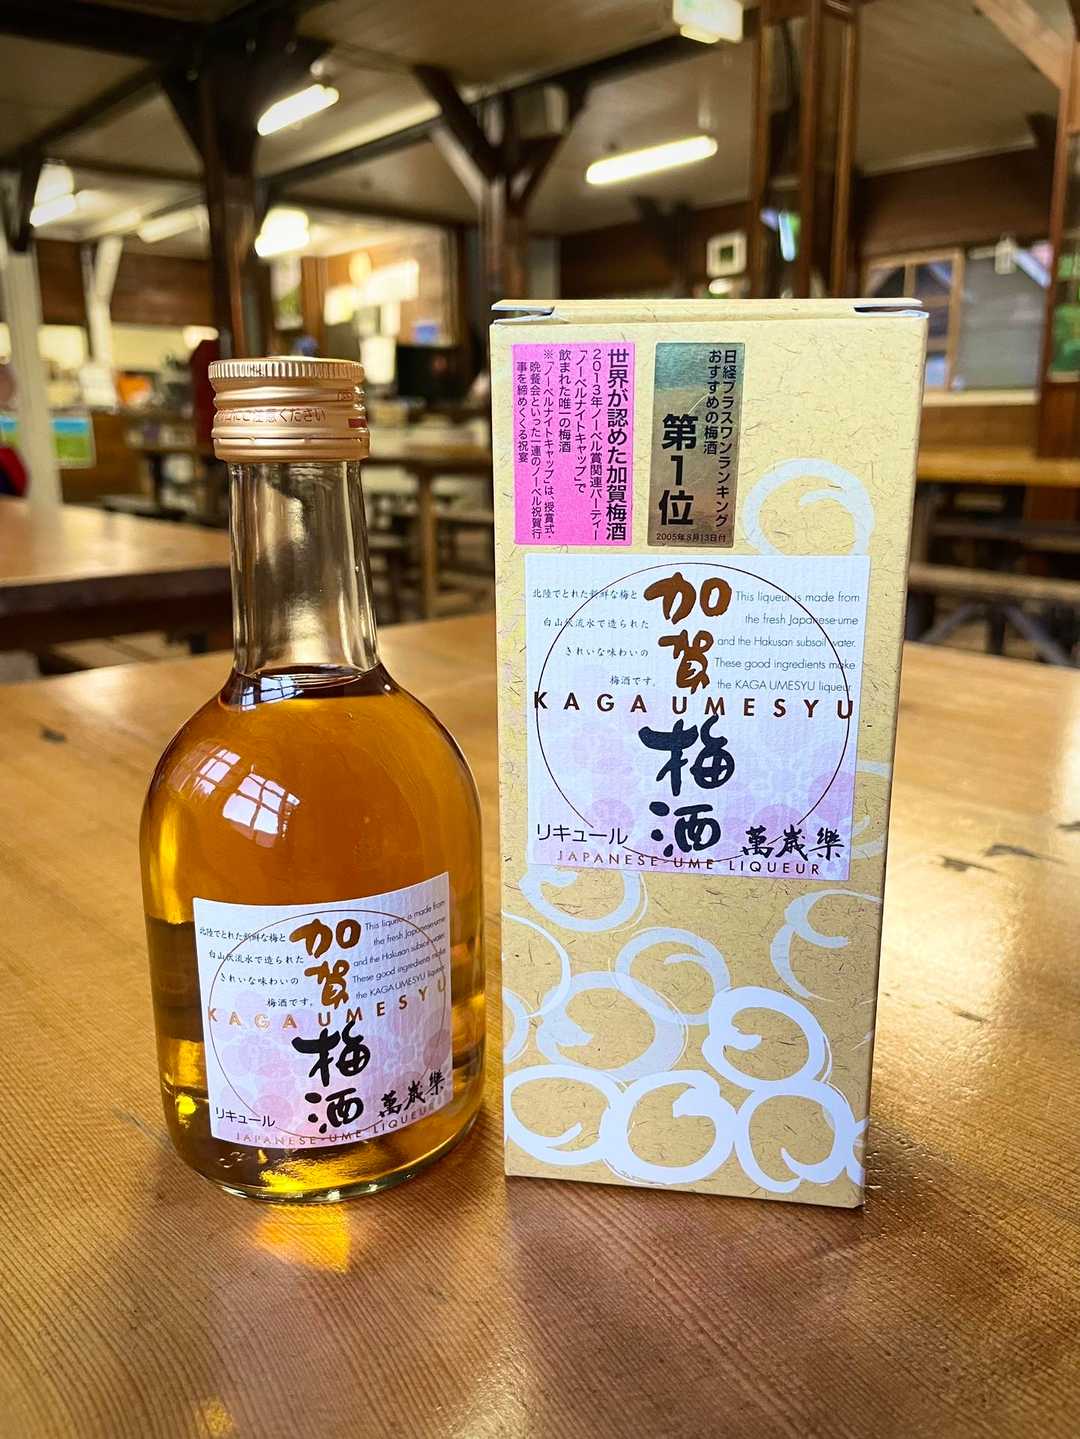 にご注意ください
北陸でとれた新鮮な梅と
白山伏流水で造られた
きれいな味わいの
梅酒です。
加賀
梅酒
This liqueur is made from
the fresh Japanese-ume
and the Hakusan subsoil water.
These good ingredients make
the KAGA UMESYU liqueur.
KAGA UMESYU
リキュール
萬歳樂
JAPANESE-UME LIQUEUR
世界が認めた加賀梅酒
2013年ノーベル賞関連パーティー
「ノーベルナイトキャップ」で
飲まれた唯一の梅酒
※「ノーベルナイトキャップ」は、授賞式・
晩餐会といった一連のノーベル祝賀行
事を締めくくる祝宴
日経プラスワンランキング
おすすめの梅酒
第1位
2005年8月13日付
北陸でとれた新鮮な梅と
白山伏流水で造られた
きれいな味わいの
梅酒です。
加賀
梅酒
This liqueur is made from
the fresh Japanese-ume
and the Hakusan subsoil water.
These good ingredients make
the KAGA UMESYU liqueur.
KAGA UMESYU
リキュール
萬歳樂
JAPANESE-UME LIQUEUR